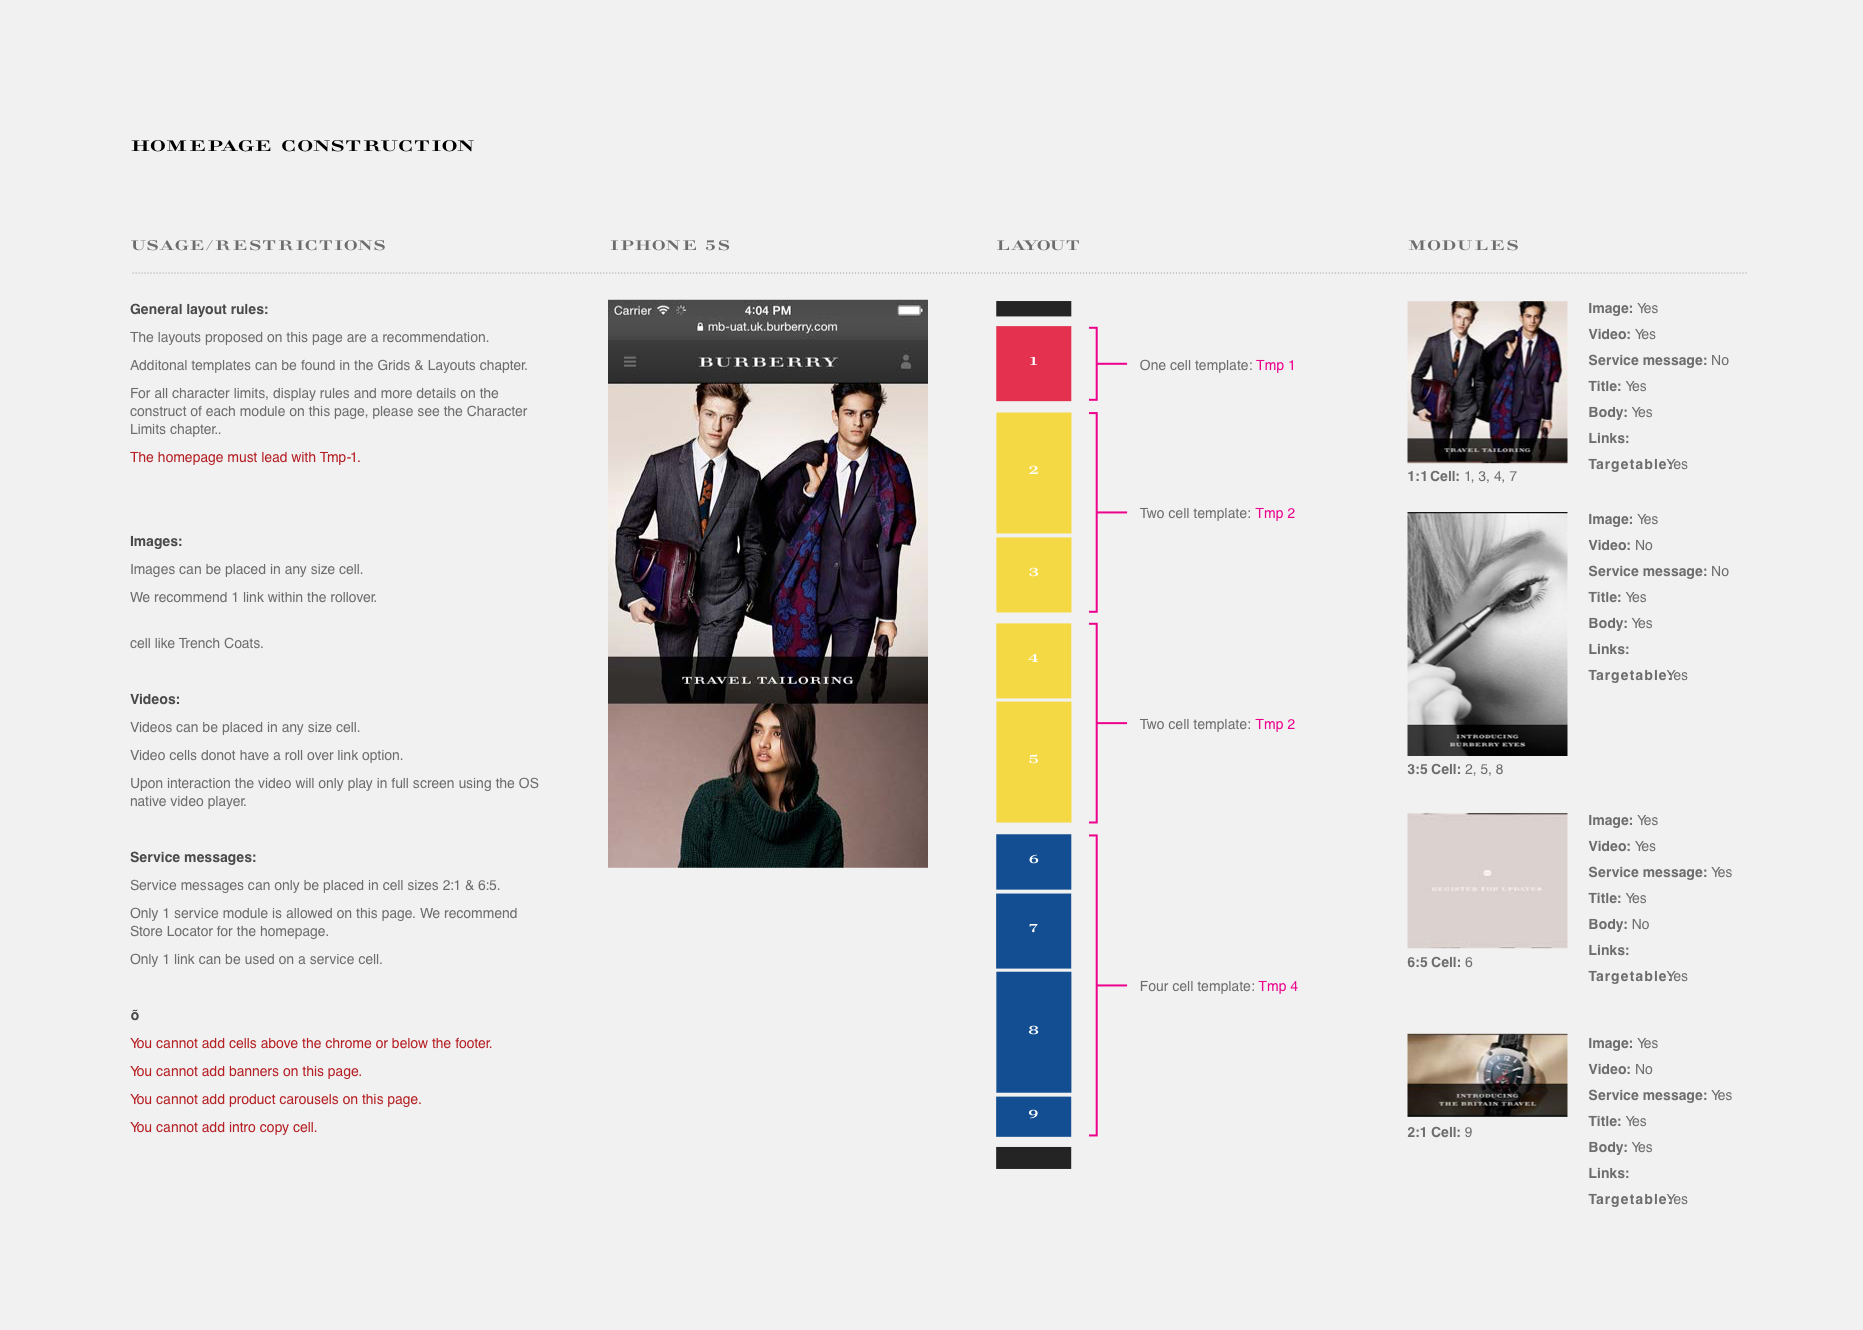 HOMEPAGE CONSTRUCTION
USAGE/RESTRICTIONS
General layout rules:
The layouts proposed on this page are a recommendation.
Additonal templates can be found in the Grids & Layouts chapter.
For all character limits, display rules and more details on the
construct of each module on this page, please see the Character
Limits chapter..
The homepage must lead with Tmp-1.
Images:
Images can be placed in any size cell.
We recommend 1 link within the rollover.
cell like Trench Coats.
Videos:
Videos can be placed in any size cell.
Video cells donot have a roll over link option.
Upon interaction the video will only play in full screen using the OS
native video player.
Service messages:
Service messages can only be placed in cell sizes 2:1 & 6:5.
Only 1 service module is allowed on this page. We recommend
Store Locator for the homepage.
Only 1 link can be used on a service cell.
õ
You cannot add cells above the chrome or below the footer.
You cannot add banners on this page.
You cannot add product carousels on this page.
You cannot add intro copy cell.
IPHONE 5S
Carrier 4:04 PM
mb-uat.uk.burberry.com
BURBERRY
TRAVEL TAILORING
LAYOUT
1
One cell template: Tmp 1
2
3
Two cell template: Tmp 2
4
5
Two cell template: Tmp 2
6
7
8
9
Four cell template: Tmp 4
MODULES
TRAVEL TAILORING
1:1 Cell: 1, 3, 4, 7
Image: Yes
Video: Yes
Service message: No
Title: Yes
Body: Yes
Links:
Targetable:Yes
INTRODUCING
BURBERRY EYES
3:5 Cell: 2, 5, 8
Image: Yes
Video: No
Service message: No
Title: Yes
Body: Yes
Links:
Targetable:Yes
REGISTER FOR UPDATES
6:5 Cell: 6
Image: Yes
Video: Yes
Service message: Yes
Title: Yes
Body: No
Links:
Targetable:Yes
INTRODUCING
THE BRITAIN TRAVEL
2:1 Cell: 9
Image: Yes
Video: No
Service message: Yes
Title: Yes
Body: Yes
Links:
Targetable:Yes